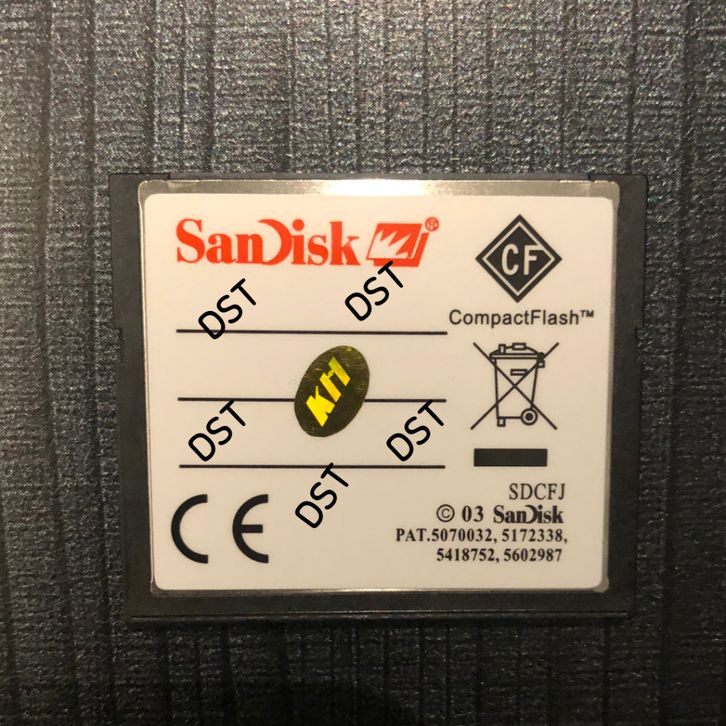 SanDisk®
CF
CompactFlash™
DST
DST
KH
DST
DST
DST
CE
SDCFJ
© 03 SanDisk
PAT.5070032, 5172338,
5418752, 5602987